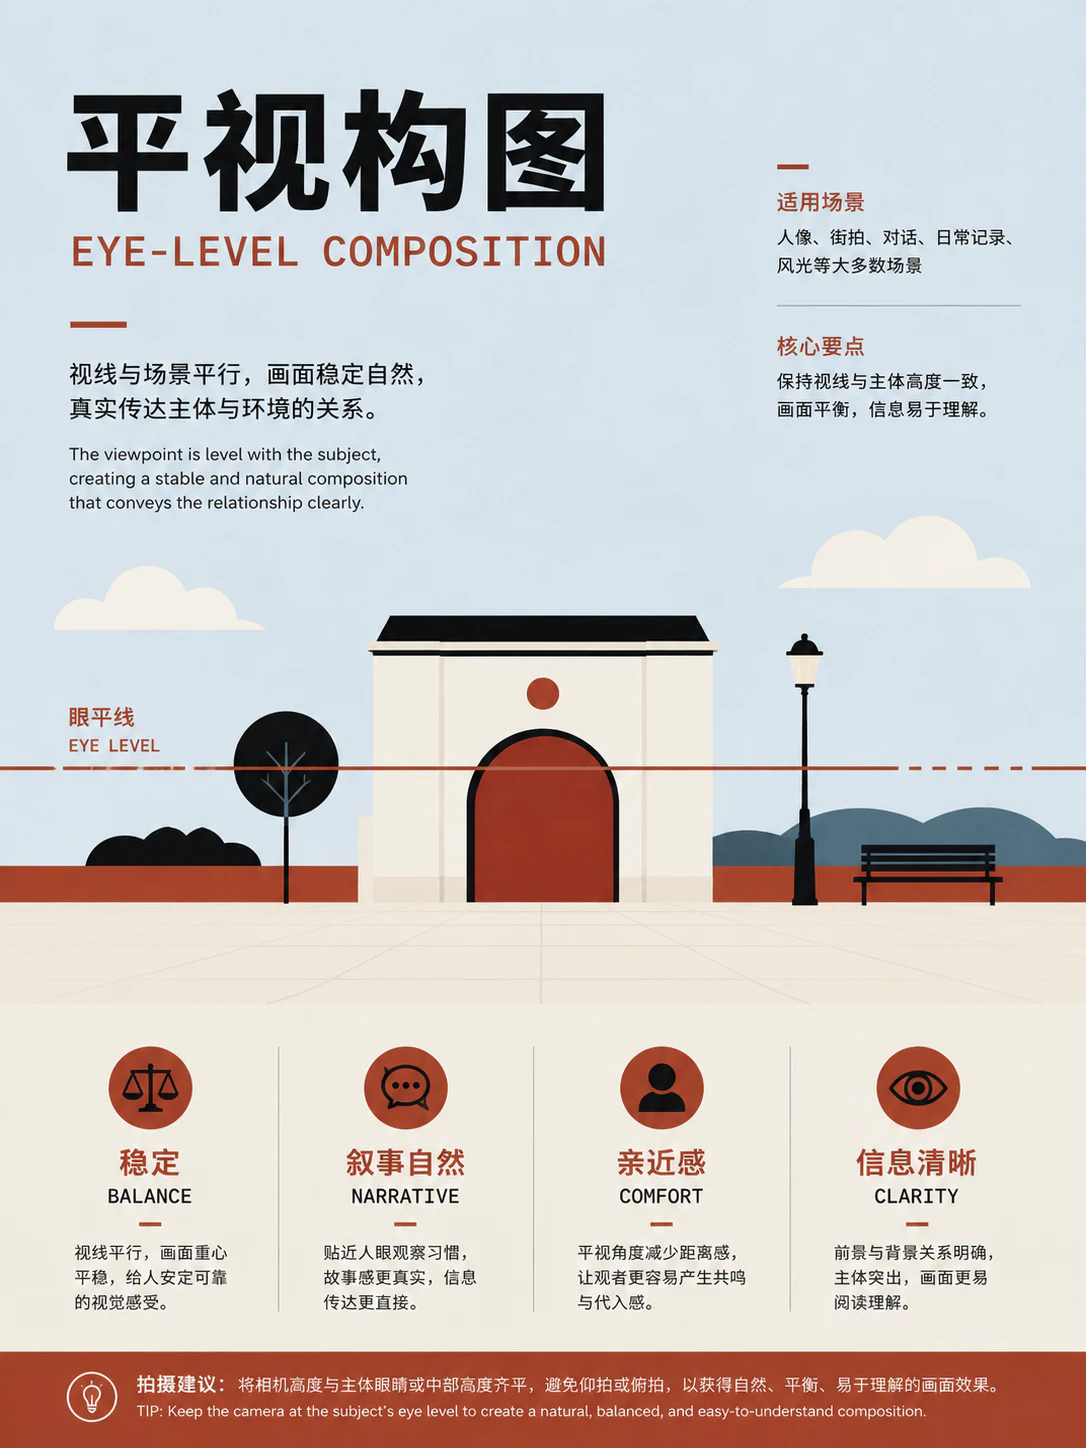 平视构图
EYE-LEVEL COMPOSITION
视线与场景平行，画面稳定自然，
真实传达主体与环境的关系。
The viewpoint is level with the subject,
creating a stable and natural composition
that conveys the relationship clearly.
适用场景
人像、街拍、对话、日常记录、
风光等大多数场景
核心要点
保持视线与主体高度一致，
画面平衡，信息易于理解。
眼平线
EYE LEVEL
稳定
BALANCE
视线平行，画面重心
平稳，给人安定可靠
的视觉感受。
叙事自然
NARRATIVE
贴近人眼观察习惯，
故事感更真实，信息
传达更直接。
亲近感
COMFORT
平视角度减少距离感，
让观者更容易产生共鸣
与代入感。
信息清晰
CLARITY
前景与背景关系明确，
主体突出，画面更易
阅读理解。
拍摄建议：将相机高度与主体眼睛或中部高度齐平，避免仰拍或俯拍，以获得自然、平衡、易于理解的画面效果。
TIP: Keep the camera at the subject's eye level to create a natural, balanced, and easy-to-understand composition.